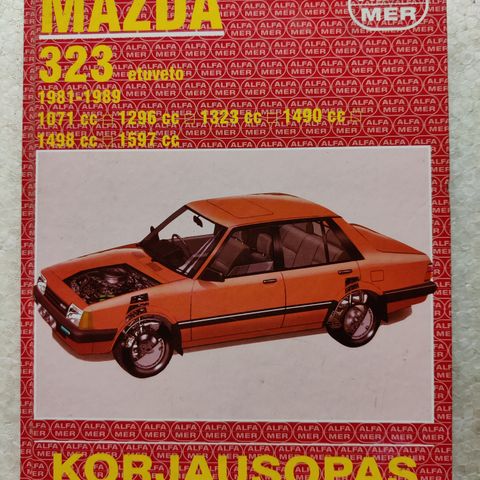 MAZDA
ALFA MER
323 etuveto
1981-1989
1071 cc - 1296 cc - 1323 cc - 1490 cc -
1498 cc - 1597 cc
KORJAUSOPAS